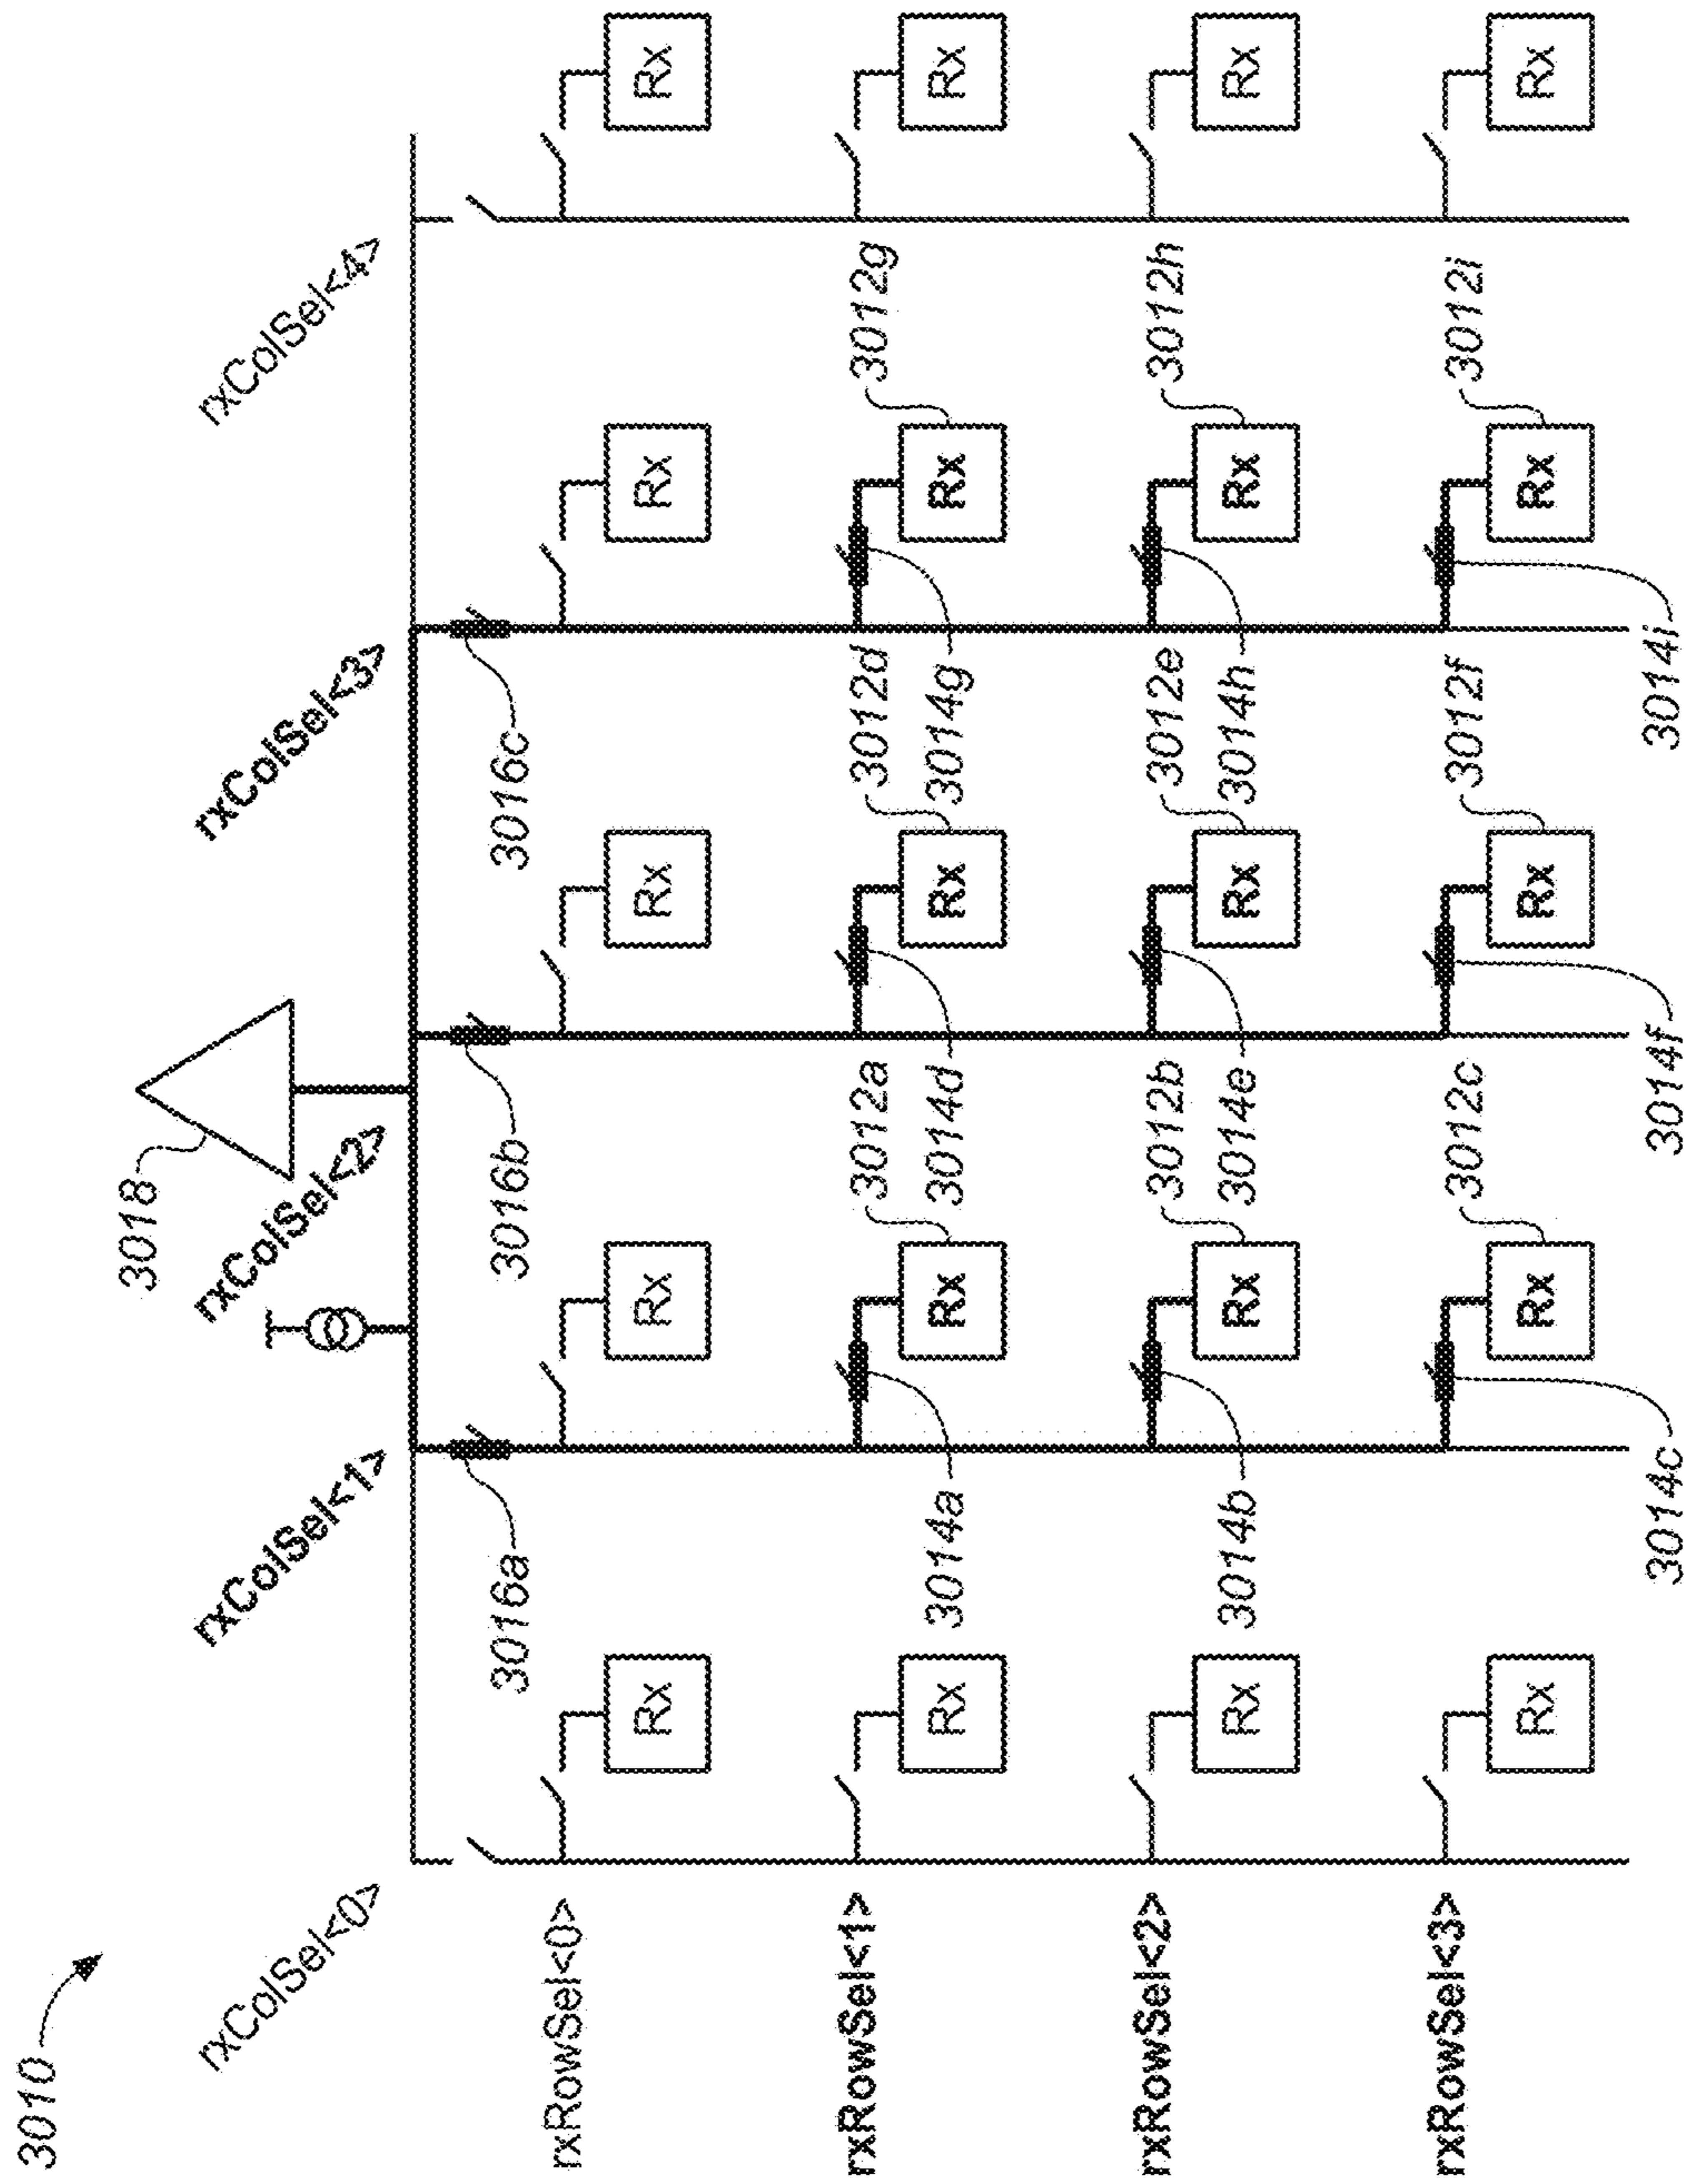 3010
3018
rxColSel<0> rxColSel<1> rxColSel<2> rxColSel<3> rxColSel<4>
3016a 3016b 3016c
rxRowSel<0>
Rx Rx Rx Rx Rx
rxRowSel<1> 3012a 3012d 3012g
Rx 3014a Rx 3014d Rx 3014g Rx Rx
rxRowSel<2> 3012b 3012e 3012h
Rx 3014b Rx 3014e Rx 3014h Rx Rx
rxRowSel<3> 3012c 3012f 3012i
Rx Rx Rx Rx Rx
3014c 3014f 3014i